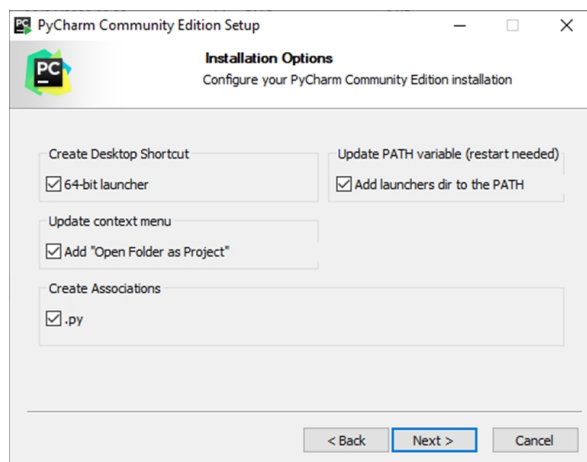 PC PyCharm Community Edition Setup
PC
Installation Options
Configure your PyCharm Community Edition installation
Create Desktop Shortcut
64-bit launcher
Update PATH variable (restart needed)
Add launchers dir to the PATH
Update context menu
Add "Open Folder as Project"
Create Associations
.py
< Back
Next >
Cancel